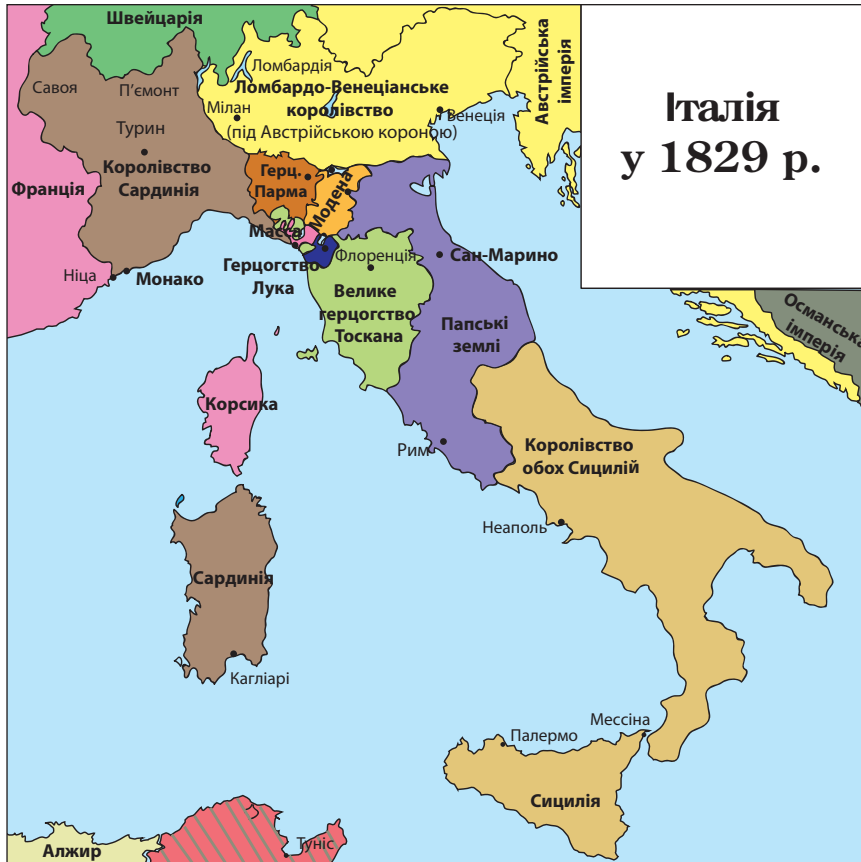 Італія
у 1829 р.
Швейцарія
Австрійська
імперія
Савоя
П'ємонт
Ломбардія
Ломбардо-Венеціанське
королівство
(під Австрійською короною)
Мілан
Венеція
Турин
Королівство
Сардинія
Франція
Герц.
Парма
Модена
Масса
Герцогство
Лука
Флоренція
Сан-Марино
Ніца
Монако
Велике
герцогство
Тоскана
Папські
землі
Османська
імперія
Корсика
Рим
Королівство
обох Сицилій
Неаполь
Сардинія
Кагліарі
Мессіна
Палермо
Сицилія
Туніс
Алжир